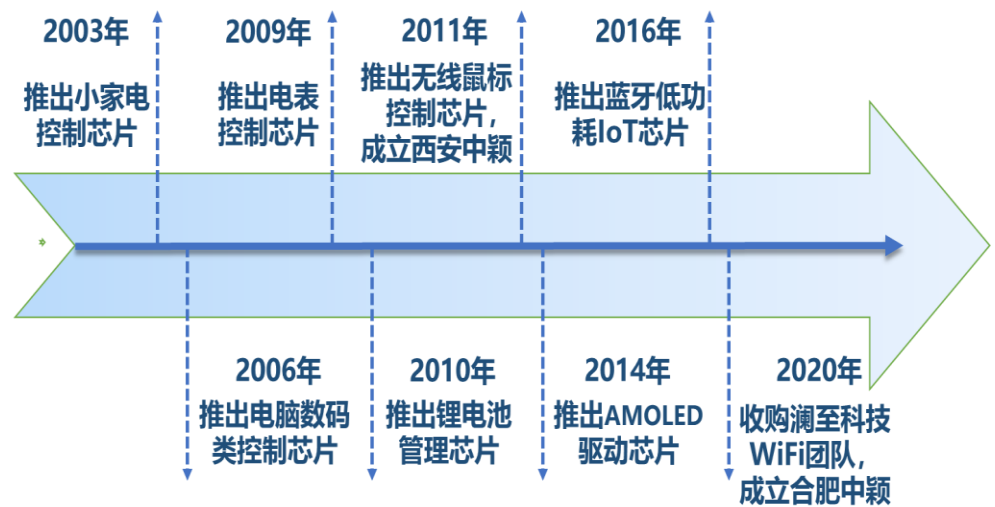 2003年
推出小家电
控制芯片
2009年
推出电表
控制芯片
2011年
推出无线鼠标
控制芯片，
成立西安中颖
2016年
推出蓝牙低功
耗IoT芯片
2006年
推出电脑数码
类控制芯片
2010年
推出锂电池
管理芯片
2014年
推出AMOLED
驱动芯片
2020年
收购澜至科技
WiFi团队，
成立合肥中颖